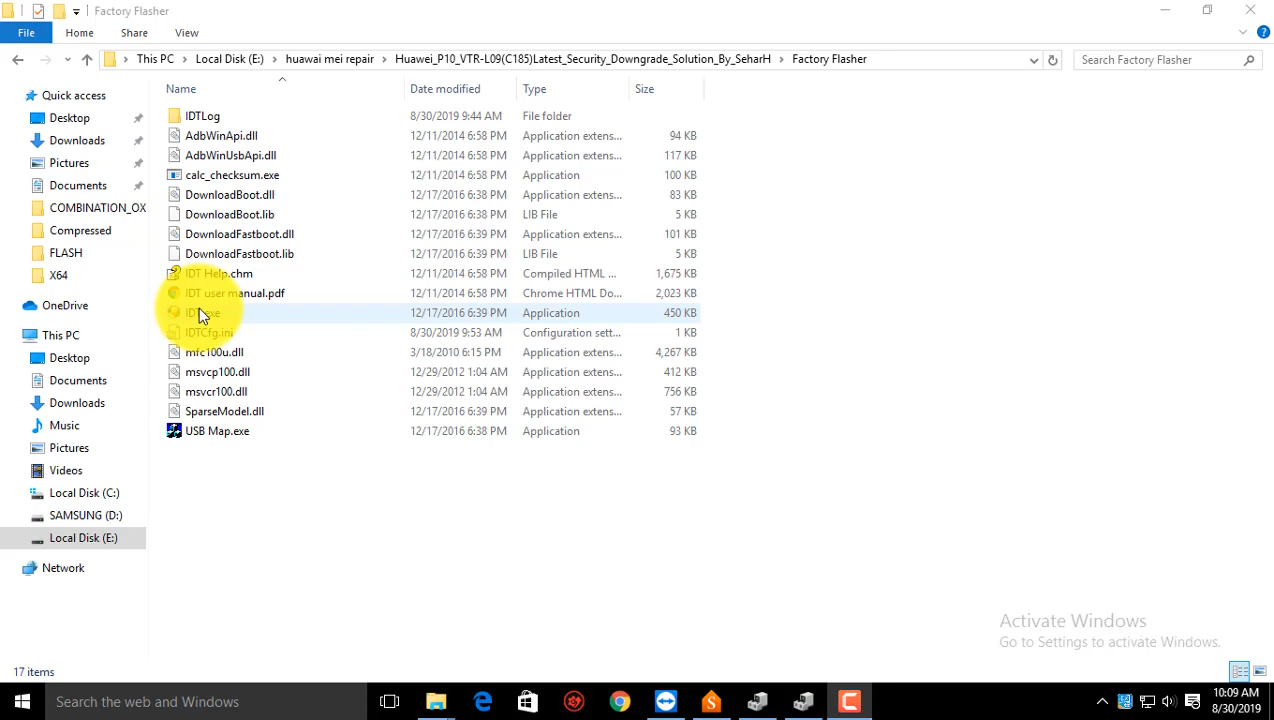 Factory Flasher
File Home Share View
This PC Local Disk (E:) huawai mei repair Huawei_P10_VTR-L09(C185)Latest_Security_Downgrade_Solution_By_SeharH Factory Flasher
Search Factory Flasher
Quick access
Desktop
Downloads
Pictures
Documents
COMBINATION_OX
Compressed
FLASH
X64
OneDrive
This PC
Desktop
Documents
Downloads
Music
Pictures
Videos
Local Disk (C:)
SAMSUNG (D:)
Local Disk (E:)
Network
Name Date modified Type Size
IDTLog 8/30/2019 9:44 AM File folder
AdbWinApi.dll 12/11/2014 6:58 PM Application extens... 94 KB
AdbWinUsbApi.dll 12/11/2014 6:58 PM Application extens... 117 KB
calc_checksum.exe 12/11/2014 6:58 PM Application 100 KB
DownloadBoot.dll 12/17/2016 6:38 PM Application extens... 83 KB
DownloadBoot.lib 12/17/2016 6:38 PM LIB File 5 KB
DownloadFastboot.dll 12/17/2016 6:38 PM Application extens... 101 KB
DownloadFastboot.lib 12/17/2016 6:38 PM LIB File 5 KB
IDT Help.chm 12/11/2014 6:58 PM Compiled HTML ... 1,675 KB
IDT user manual.pdf 12/11/2014 6:58 PM Chrome HTML Do... 2,023 KB
IDT.exe 12/17/2016 6:39 PM Application 450 KB
IDTCfg.ini 8/30/2019 9:53 AM Configuration sett... 1 KB
mfc100u.dll 3/18/2010 6:15 PM Application extens... 4,267 KB
msvcp100.dll 12/29/2012 1:04 AM Application extens... 412 KB
msvcr100.dll 12/29/2012 1:04 AM Application extens... 756 KB
SparseModel.dll 12/17/2016 6:39 PM Application extens... 57 KB
USB Map.exe 12/17/2016 6:38 PM Application 93 KB
Activate Windows
Go to Settings to activate Windows.
17 items
Search the web and Windows
10:09 AM
8/30/2019